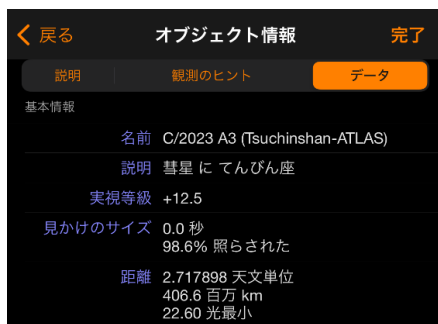 戻る
オブジェクト情報
完了
説明
観測のヒント
データ
基本情報
名前 C/2023 A3 (Tsuchinshan-ATLAS)
説明 彗星 に てんびん座
実視等級 +12.5
見かけのサイズ 0.0 秒
98.6% 照らされた
距離 2.717898 天文単位
406.6 百万 km
22.60 光最小